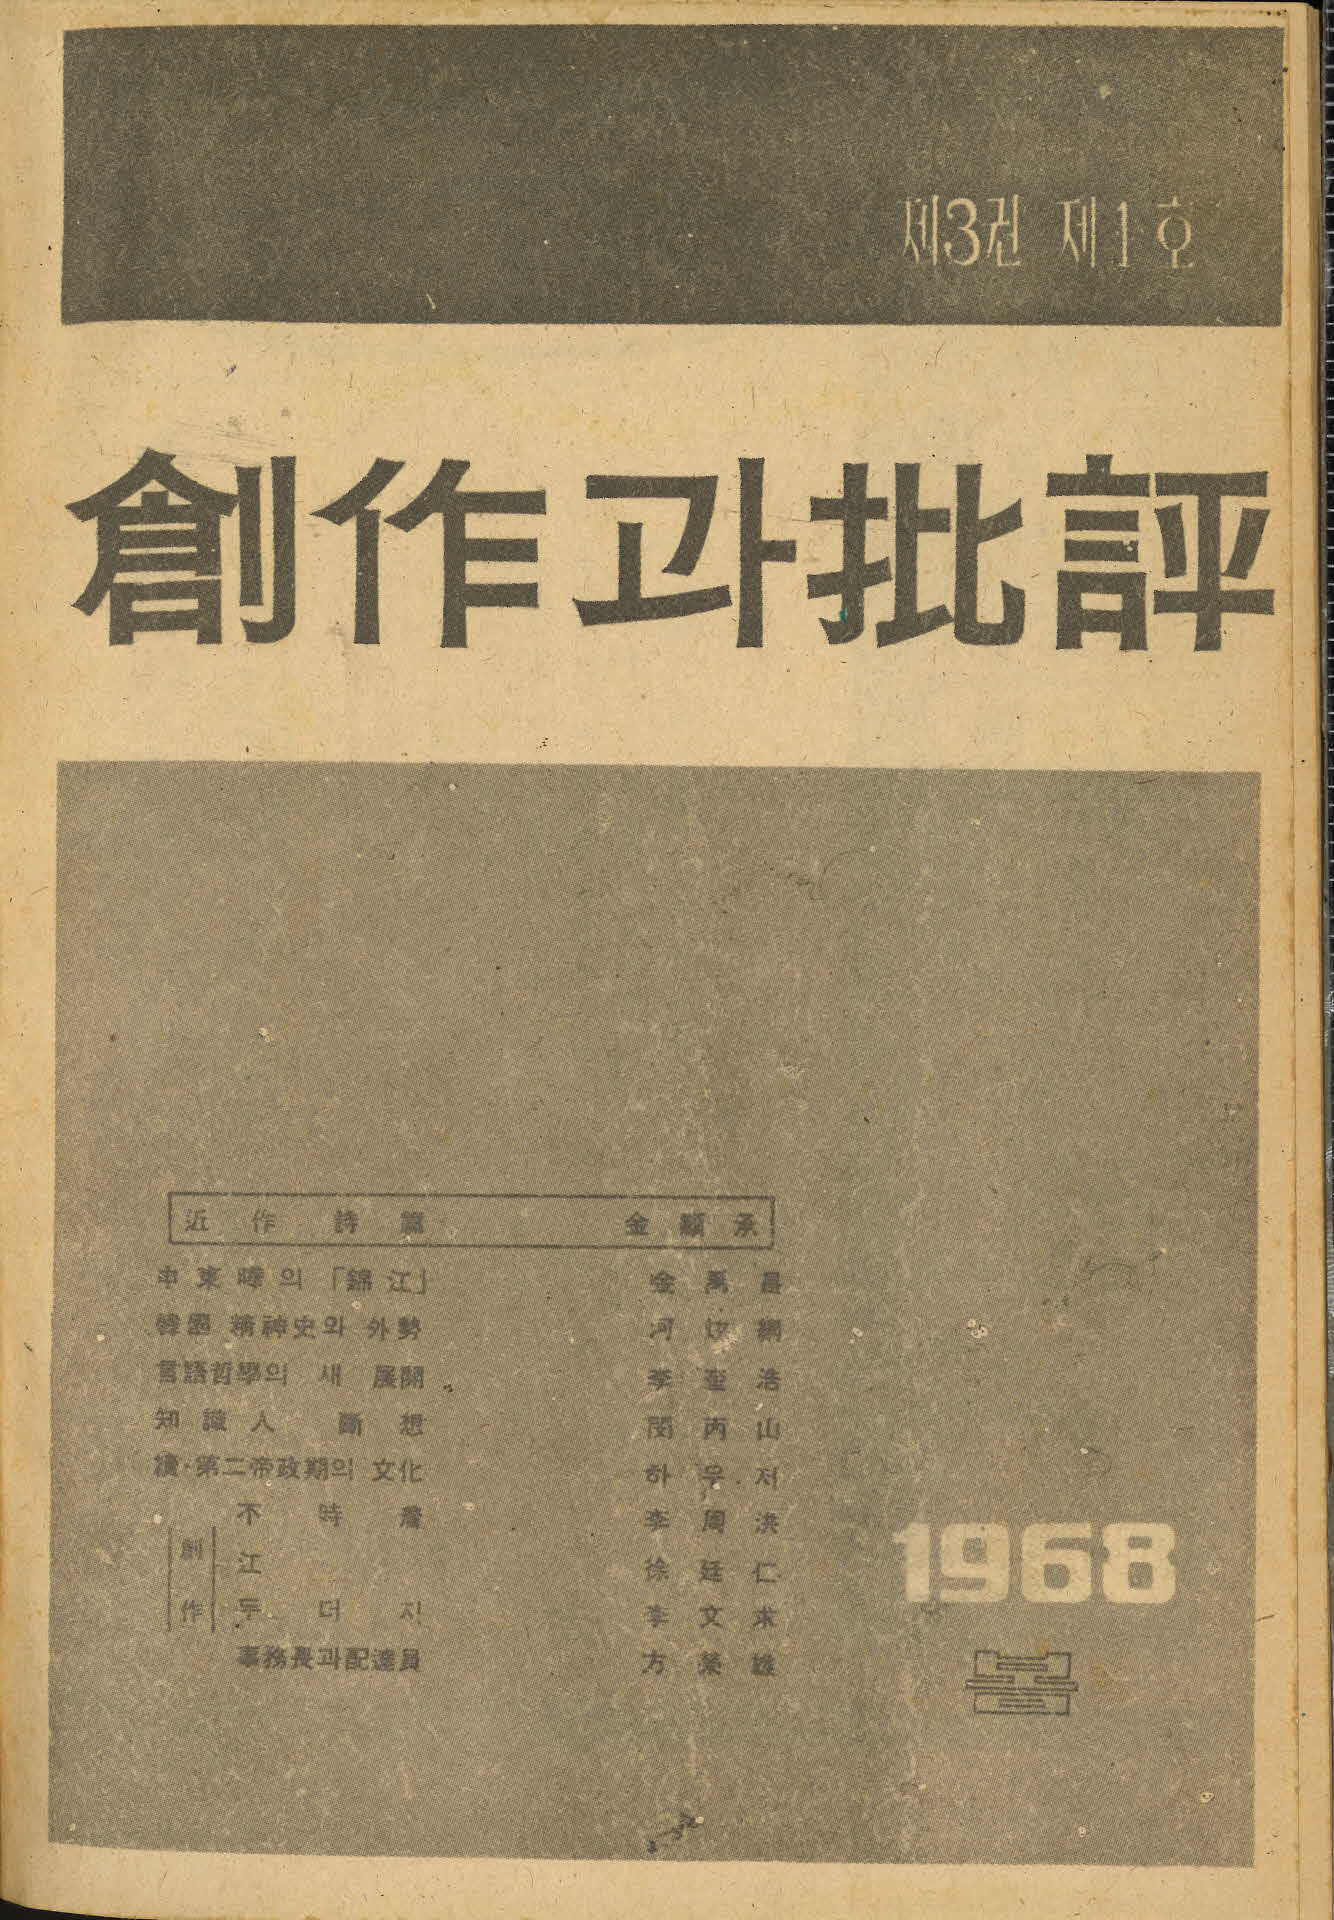 제3권 제1호
創作과批評
近作詩篇 金顯承
申東曄의 「錦江」 金禹昌
韓國 精神史와 外勢 河炫綱
言語哲學의 새 展開 李奎浩
知識人 斷想 閔丙山
續·第二帝政期의 文化 하우저
創作
不時着 李周洪
江 徐廷仁
두더지 李文求
事務長과配達員 方榮雄
1968
봄